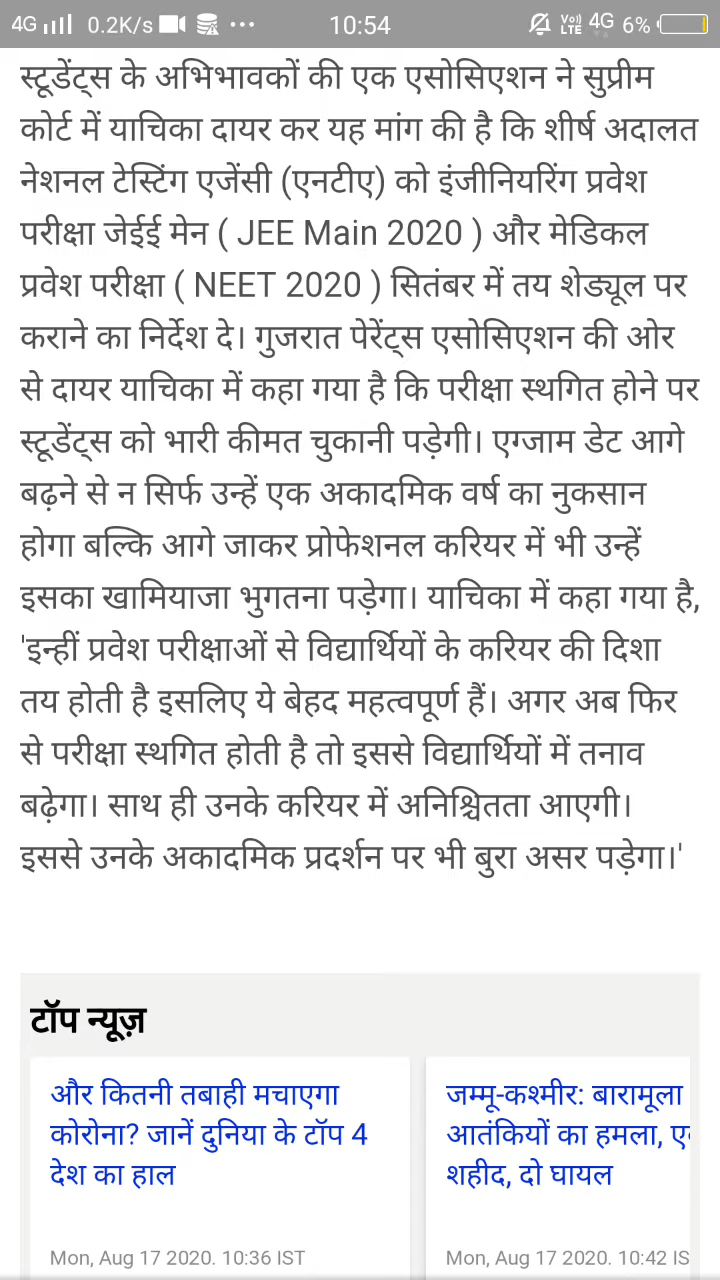 4G 0.2K/s ... 10:54 Vo) LTE 4G 6%
स्टूडेंट्स के अभिभावकों की एक एसोसिएशन ने सुप्रीम
कोर्ट में याचिका दायर कर यह मांग की है कि शीर्ष अदालत
नेशनल टेस्टिंग एजेंसी (एनटीए) को इंजीनियरिंग प्रवेश
परीक्षा जेईई मेन ( JEE Main 2020 ) और मेडिकल
प्रवेश परीक्षा ( NEET 2020 ) सितंबर में तय शेड्यूल पर
कराने का निर्देश दे। गुजरात पेरेंट्स एसोसिएशन की ओर
से दायर याचिका में कहा गया है कि परीक्षा स्थगित होने पर
स्टूडेंट्स को भारी कीमत चुकानी पड़ेगी। एग्जाम डेट आगे
बढ़ने से न सिर्फ उन्हें एक अकादमिक वर्ष का नुकसान
होगा बल्कि आगे जाकर प्रोफेशनल करियर में भी उन्हें
इसका खामियाजा भुगतना पड़ेगा। याचिका में कहा गया है,
'इन्हीं प्रवेश परीक्षाओं से विद्यार्थियों के करियर की दिशा
तय होती है इसलिए ये बेहद महत्वपूर्ण हैं। अगर अब फिर
से परीक्षा स्थगित होती है तो इससे विद्यार्थियों में तनाव
बढ़ेगा। साथ ही उनके करियर में अनिश्चितता आएगी।
इससे उनके अकादमिक प्रदर्शन पर भी बुरा असर पड़ेगा।'
टॉप न्यूज़
और कितनी तबाही मचाएगा
कोरोना? जानें दुनिया के टॉप 4
देश का हाल
Mon, Aug 17 2020. 10:36 IST
जम्मू-कश्मीर: बारामूला
आतंकियों का हमला,
शहीद, दो घायल
Mon, Aug 17 2020. 10:42 IS